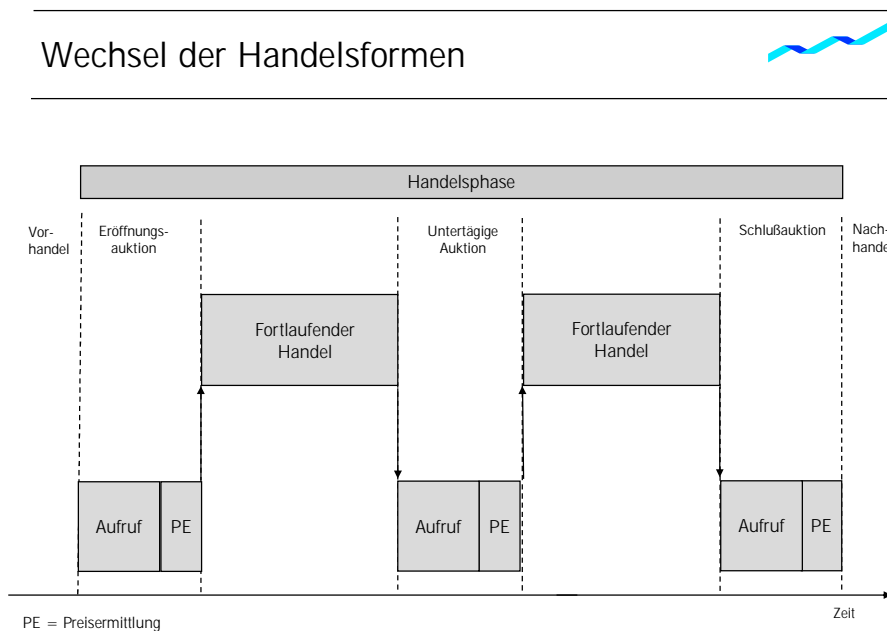 Wechsel der Handelsformen
Handelsphase
Vor-
handel
Eröffnungs-
auktion
Untertägige
Auktion
Schlußauktion
Nach-
hande
Fortlaufender
Handel
Fortlaufender
Handel
Aufruf
PE
Aufruf
PE
Aufruf
PE
Zeit
PE = Preisermittlung